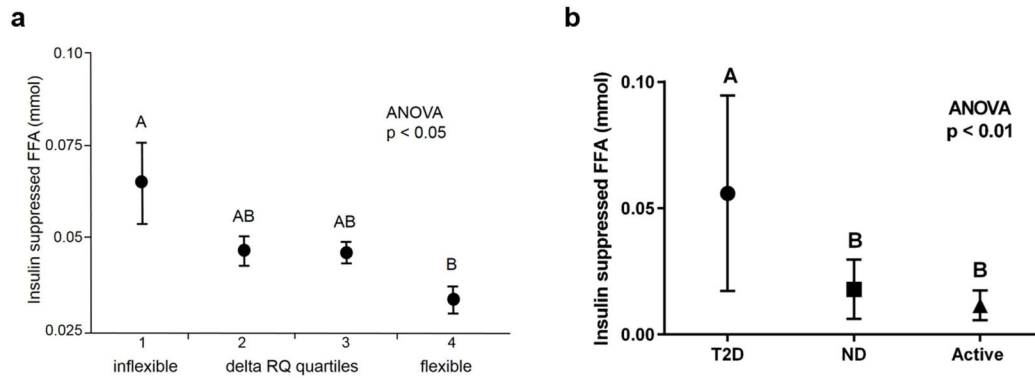 a
Insulin suppressed FFA (mmol)
0.10
0.075
0.05
0.025
A
AB
AB
B
ANOVA
p < 0.05
1 2 3 4
inflexible delta RQ quartiles flexible
b
Insulin suppressed FFA (mmol)
0.10
0.05
0.00
A
B
B
ANOVA
p < 0.01
T2D ND Active